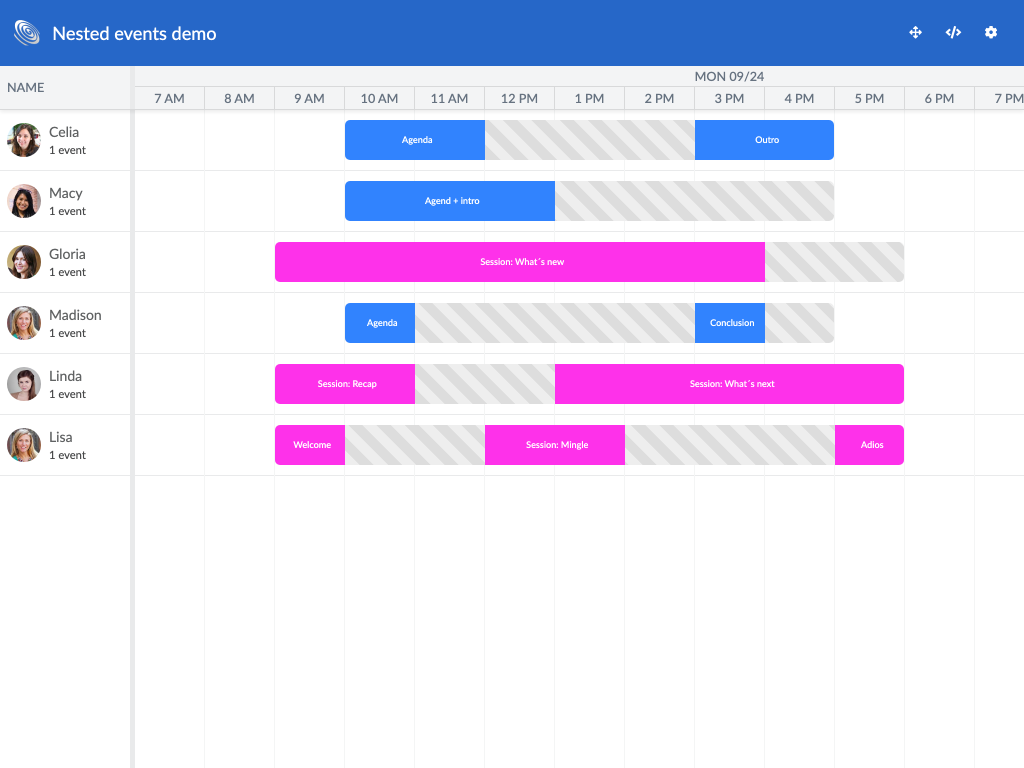 Nested events demo
NAME
MON 09/24
7 AM 8 AM 9 AM 10 AM 11 AM 12 PM 1 PM 2 PM 3 PM 4 PM 5 PM 6 PM 7 PM
Celia
1 event
Agenda Outro
Macy
1 event
Agend + intro
Gloria
1 event
Session: What´s new
Madison
1 event
Agenda Conclusion
Linda
1 event
Session: Recap Session: What´s next
Lisa
1 event
Welcome Session: Mingle Adios